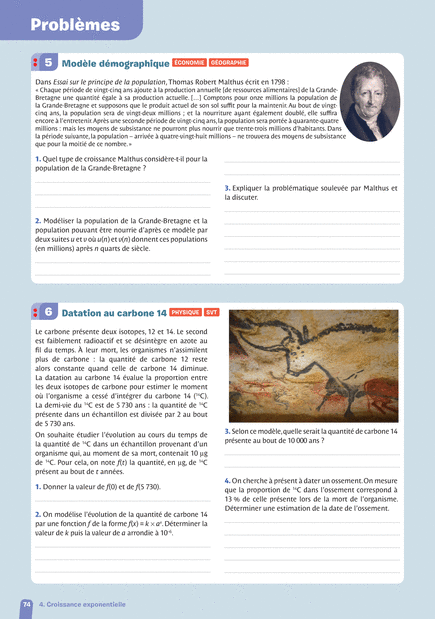 Problèmes
5 Modèle démographique ÉCONOMIE GÉOGRAPHIE
Dans Essai sur le principe de la population, Thomas Robert Malthus écrit en 1798 :
« Chaque période de vingt-cinq ans ajoute à la production annuelle [de ressources alimentaires] de la Grande-
Bretagne une quantité égale à sa production actuelle. [...] Comptons pour onze millions la population de
la Grande-Bretagne et supposons que le produit actuel de son sol suffit pour la maintenir. Au bout de vingt-
cinq ans, la population sera de vingt-deux millions ; et la nourriture ayant également doublé, elle suffira
encore à l'entretenir. Après une seconde période de vingt-cinq ans, la population sera portée à quarante-quatre
millions : mais les moyens de subsistance ne pourront plus nourrir que trente-trois millions d'habitants. Dans
la période suivante, la population – arrivée à quatre-vingt-huit millions – ne trouvera des moyens de subsistance
que pour la moitié de ce nombre. »
1. Quel type de croissance Malthus considère-t-il pour la
population de la Grande-Bretagne ?
2. Modéliser la population de la Grande-Bretagne et la
population pouvant être nourrie d'après ce modèle par
deux suites u et v où u(n) et v(n) donnent ces populations
(en millions) après n quarts de siècle.
3. Expliquer la problématique soulevée par Malthus et
la discuter.
6 Datation au carbone 14 PHYSIQUE SVT
Le carbone présente deux isotopes, 12 et 14. Le second
est faiblement radioactif et se désintègre en azote au
fil du temps. À leur mort, les organismes n'assimilent
plus de carbone : la quantité de carbone 12 reste
alors constante quand celle de carbone 14 diminue.
La datation au carbone 14 évalue la proportion entre
les deux isotopes de carbone pour estimer le moment
où l'organisme a cessé d'intégrer du carbone 14 (¹⁴C).
La demi-vie du ¹⁴C est de 5 730 ans : la quantité de ¹⁴C
présente dans un échantillon est divisée par 2 au bout
de 5 730 ans.
On souhaite étudier l'évolution au cours du temps de
la quantité de ¹⁴C dans un échantillon provenant d'un
organisme qui, au moment de sa mort, contenait 10 µg
de ¹⁴C. Pour cela, on note f(t) la quantité, en µg, de ¹⁴C
présent au bout de t années.
1. Donner la valeur de f(0) et de f(5 730).
2. On modélise l'évolution de la quantité de carbone 14
par une fonction f de la forme f(x) = k × aˣ. Déterminer la
valeur de k puis la valeur de a arrondie à 10⁻⁶.
3. Selon ce modèle, quelle serait la quantité de carbone 14
présente au bout de 10 000 ans ?
4. On cherche à présent à dater un ossement. On mesure
que la proportion de ¹⁴C dans l'ossement correspond à
13 % de celle présente lors de la mort de l'organisme.
Déterminer une estimation de la date de l'ossement.
74 4. Croissance exponentielle